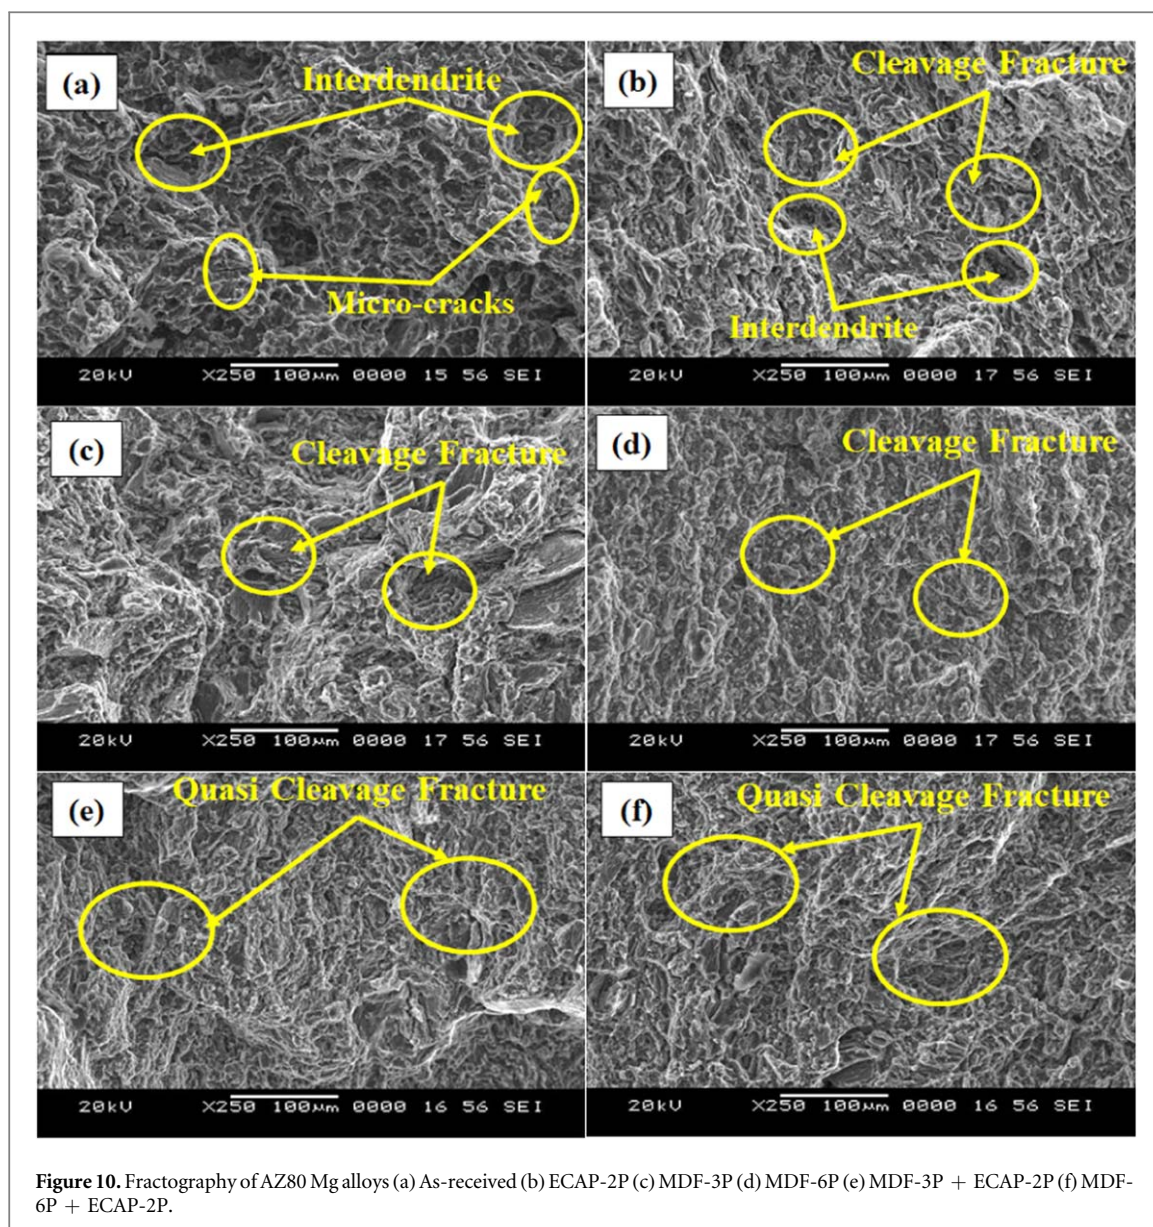 (a)
Interdendrite
Micro-cracks
20kV X250 100µm 0000 15 56 SEI
(b)
Cleavage Fracture
Interdendrite
20kV X250 100µm 0000 17 56 SEI
(c)
Cleavage Fracture
20kV X250 100µm 0000 17 56 SEI
(d)
Cleavage Fracture
20kV X250 100µm 0000 17 56 SEI
(e)
Quasi Cleavage Fracture
20kV X250 100µm 0000 16 56 SEI
(f)
Quasi Cleavage Fracture
20kV X250 100µm 0000 16 56 SEI
Figure 10. Fractography of AZ80 Mg alloys (a) As-received (b) ECAP-2P (c) MDF-3P (d) MDF-6P (e) MDF-3P + ECAP-2P (f) MDF-
6P + ECAP-2P.